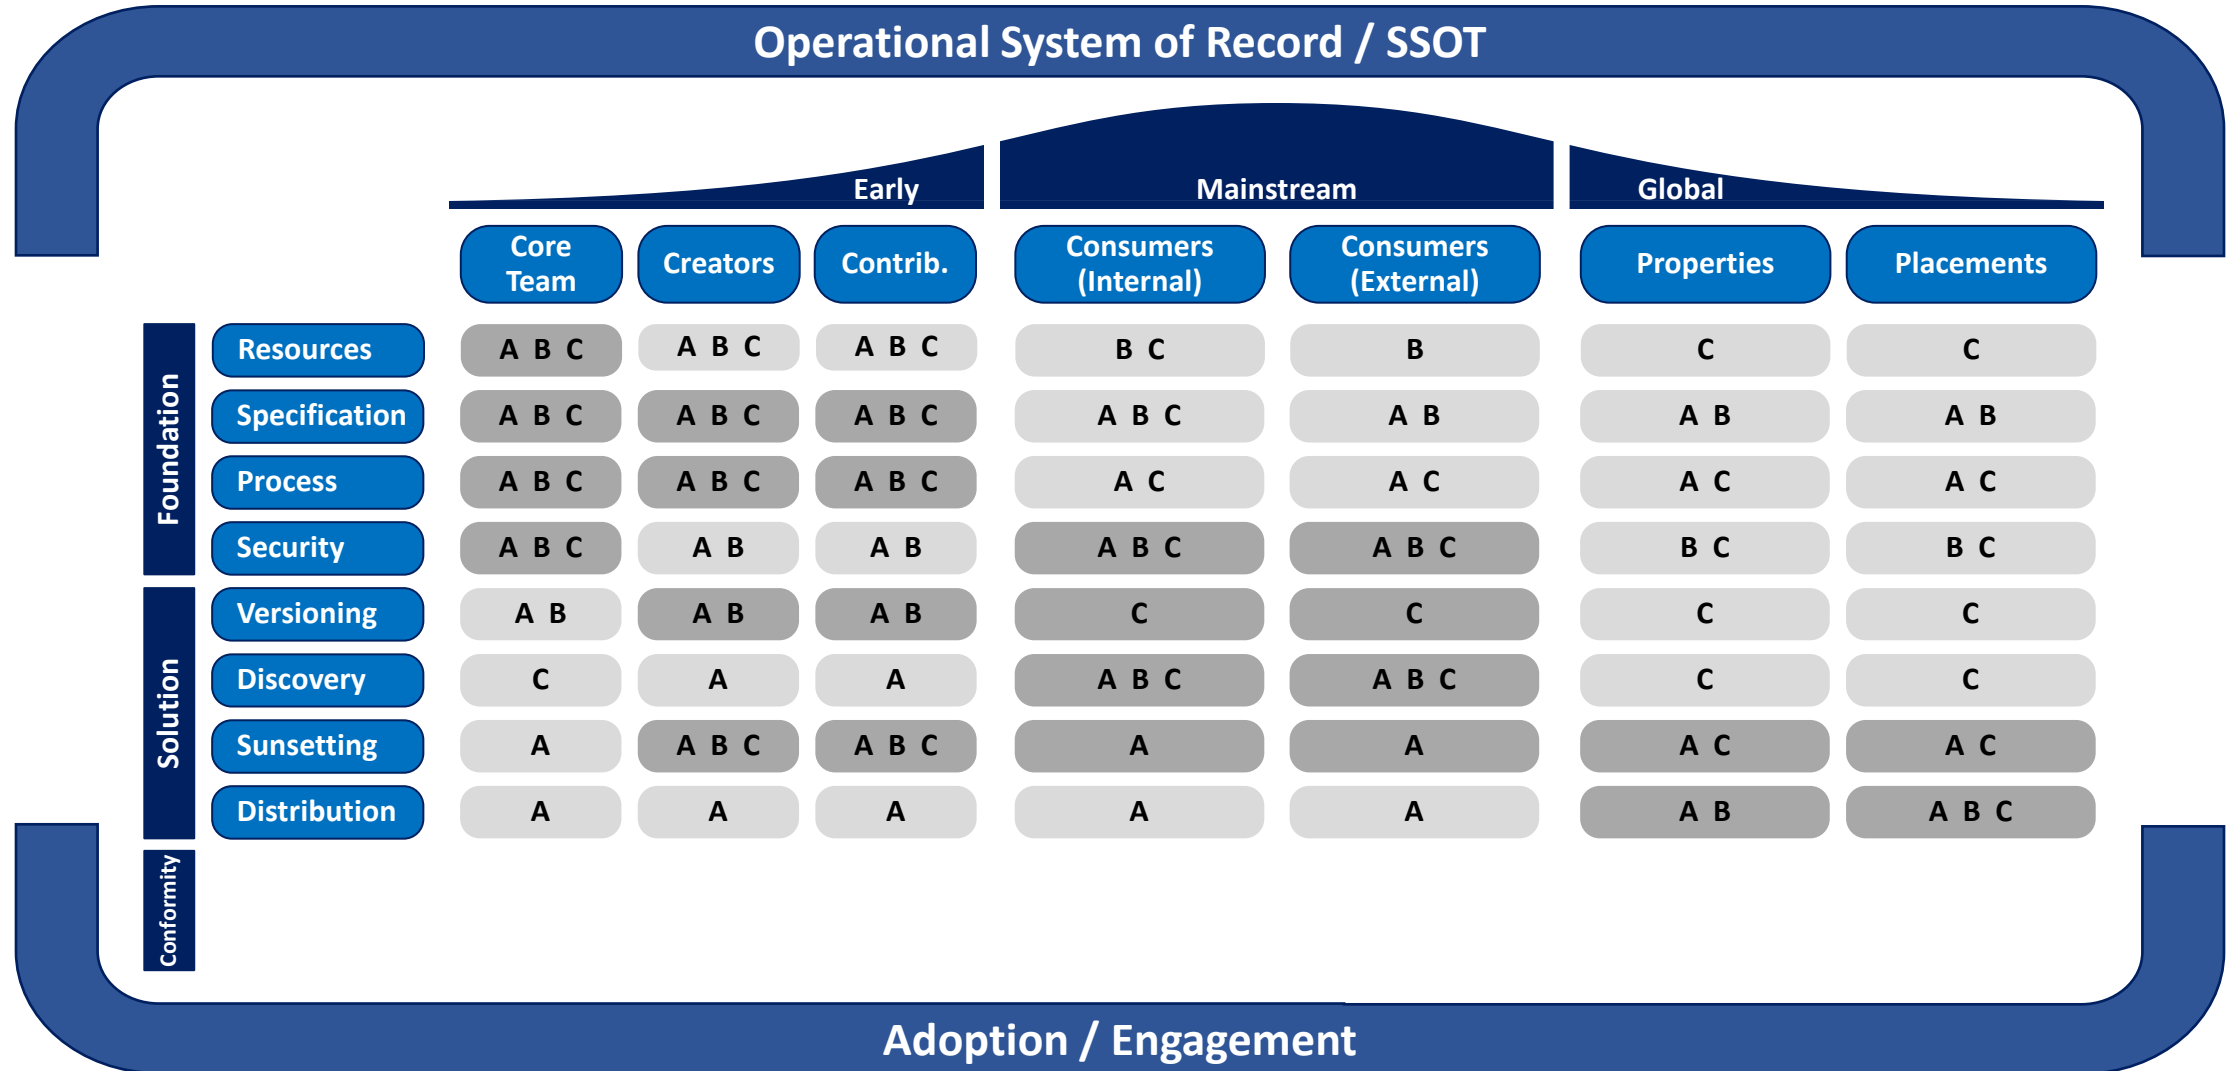 Operational System of Record / SSOT
Early Mainstream Global
Core
Team
Creators
Contrib.
Consumers
(Internal)
Consumers
(External)
Properties
Placements
Foundation
Resources A B C A B C A B C B C B C C
Specification A B C A B C A B C A B C A B A B A B
Process A B C A B C A B C A C A C A C A C
Security A B C A B A B A B C A B C B C B C
Solution
Versioning A B A B A B C C C C
Discovery C A A A B C A B C C C
Sunsetting A A B C A B C A A A C A C
Distribution A A A A A A B A B C
Conformity
Adoption / Engagement